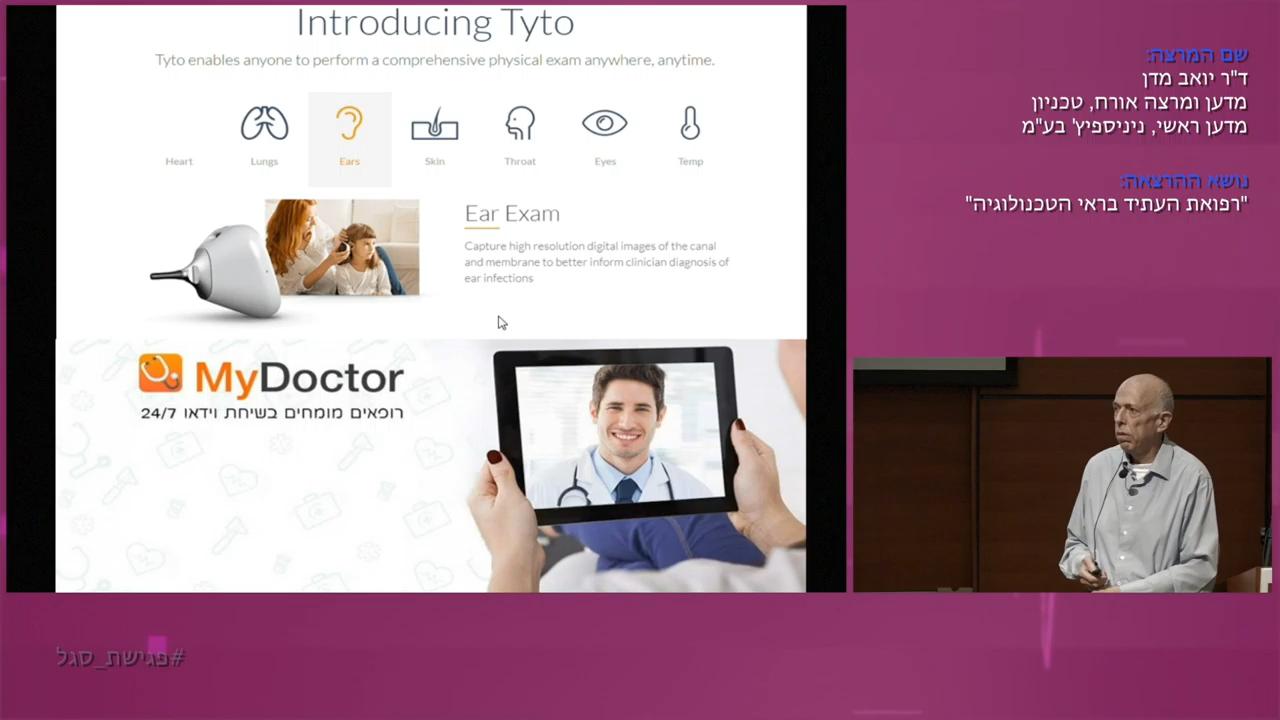 Introducing Tyto
Tyto enables anyone to perform a comprehensive physical exam anywhere, anytime.
Heart Lungs Ears Skin Throat Eyes Temp
Ear Exam
Capture high resolution digital images of the canal
and membrane to better inform clinician diagnosis of
ear infections
MyDoctor
רופאים מומחים בשיחת וידאו 24/7
שם המרצה:
ד"ר יואב מדן
מדען ומרצה אורח, טכניון
מדען ראשי, ניניספיץ' בע"מ
נושא ההרצאה:
"רפואת העתיד בראי הטכנולוגיה"
#פגישת_סגל